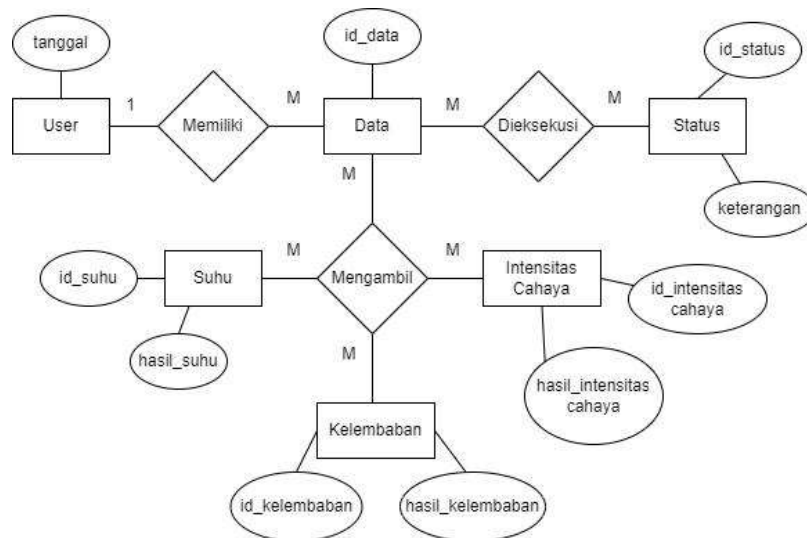 tanggal
id_data
id_status
User
1
Memiliki
M
Data
M
Dieksekusi
M
Status
M
keterangan
id_suhu
Suhu
M
Mengambil
M
Intensitas
Cahaya
id_intensitas
cahaya
hasil_suhu
M
hasil_intensitas
cahaya
Kelembaban
id_kelembaban
hasil_kelembaban